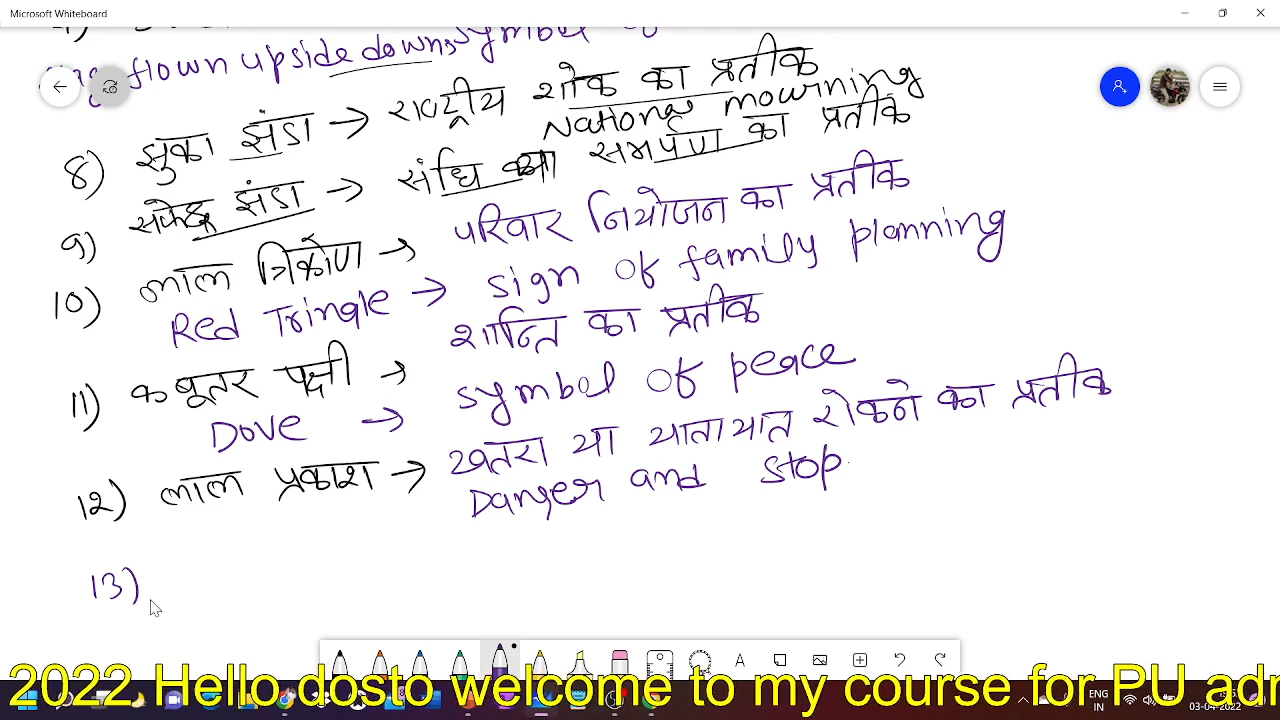 Microsoft Whiteboard
flown upside down, symbol
8) झुका झंडा → राष्ट्रीय शोक का प्रतीक
National mourning
9) सफेद झंडा → संधि या समर्पण का प्रतीक
10) लाल त्रिकोण → परिवार नियोजन का प्रतीक
Red Tringle → sign of family planning
11) कबूतर पक्षी → शान्ति का प्रतीक
Dove → symbol of peace
12) लाल प्रकाश → खतरा या यातायात रोकने का प्रतीक
Danger and stop
13)
2022 Hello dosto welcome to my course for PU adm
ENG
IN
03-04-2022